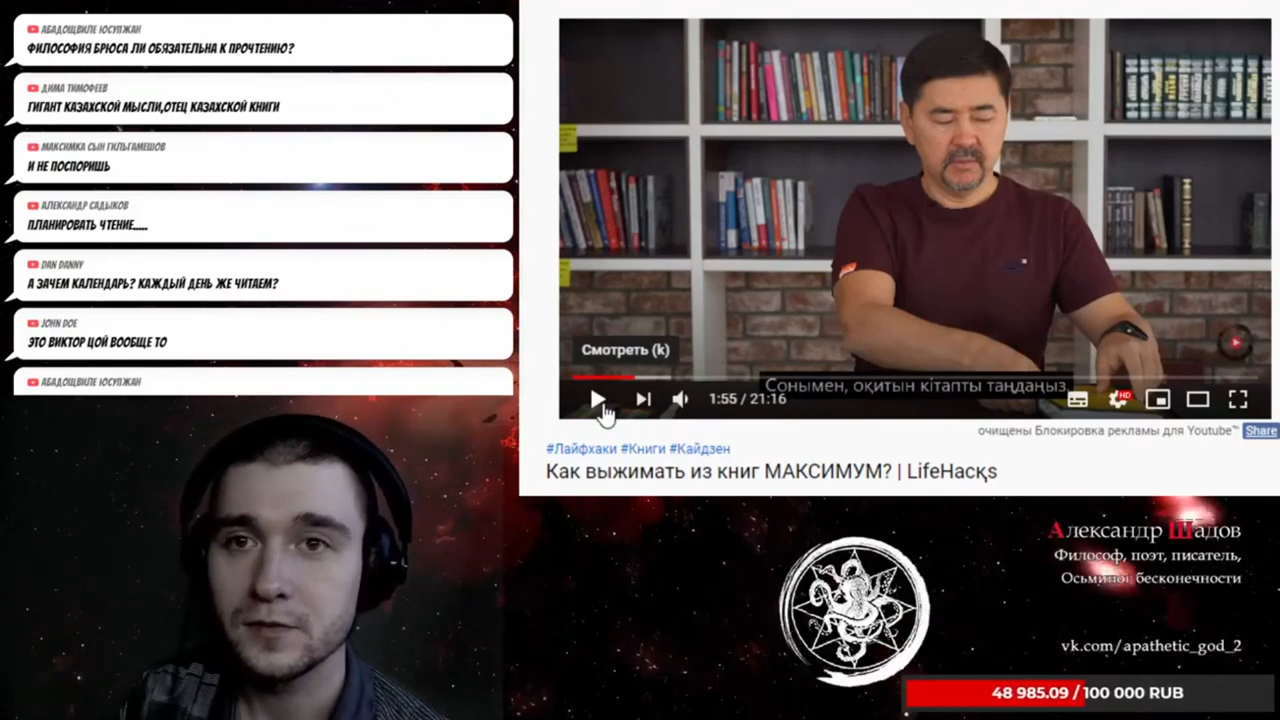 АБАДОЩВИЛЕ ЮСУПЖАН
ФИЛОСОФИЯ БРЮСА ЛИ ОБЯЗАТЕЛЬНА К ПРОЧТЕНИЮ?
ДИМА ТИМОФЕЕВ
ГИГАНТ КАЗАХСКОЙ МЫСЛИ,ОТЕЦ КАЗАХСКОЙ КНИГИ
МАКСИМКА СЫН ГИЛЬГАМЕШОВ
И НЕ ПОСПОРИШЬ
АЛЕКСАНДР САДЫКОВ
ПЛАНИРОВАТЬ ЧТЕНИЕ.....
DAN DANNY
А ЗАЧЕМ КАЛЕНДАРЬ? КАЖДЫЙ ДЕНЬ ЖЕ ЧИТАЕМ?
JOHN DOE
ЭТО ВИКТОР ЦОЙ ВООБЩЕ ТО
АБАДОЩВИЛЕ ЮСУПЖАН
Смотреть (k)
Сонымен, оқитын кітапты таңдаңыз,
1:55 / 21:16
HD
очищены Блокировка рекламы для Youtube™ Share
#Лайфхаки #Книги #Кайдзен
Как выжимать из книг МАКСИМУМ? | LifeHacқs
Александр Шадов
Философ, поэт, писатель,
Осьминог бесконечности
vk.com/apathetic_god_2
48 985.09 / 100 000 RUB